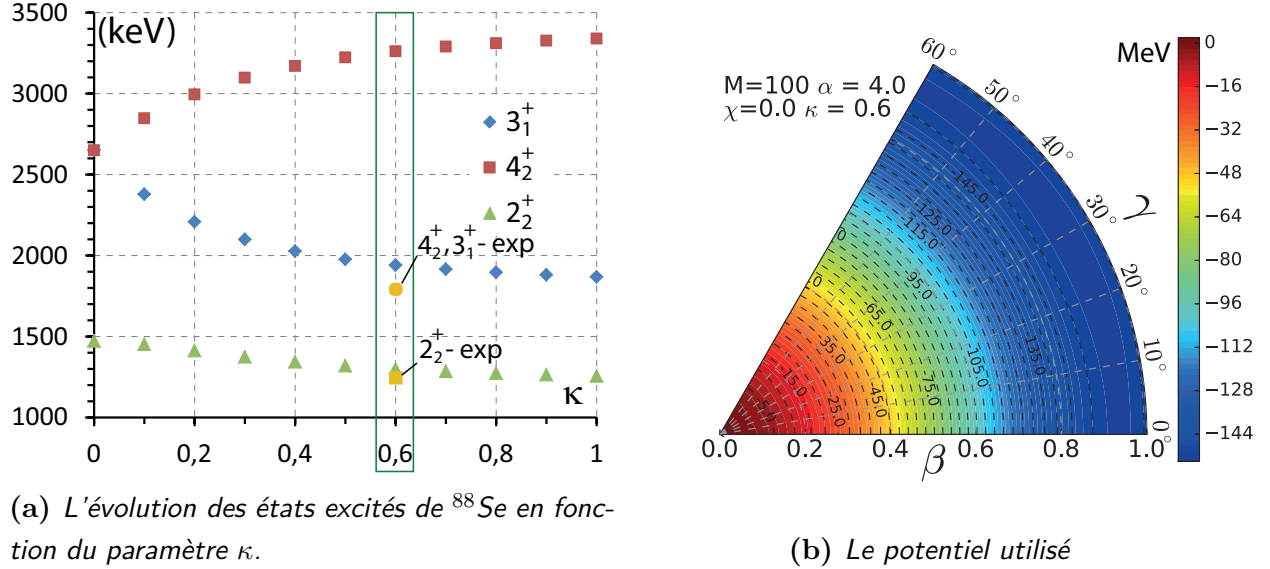 3500
(keV)
3000
2500
2000
1500
1000
3₁⁺
4₂⁺
2₂⁺
4₂⁺,3₁⁺- exp
2₂⁺- exp
κ
0 0,2 0,4 0,6 0,8 1
(a) L'évolution des états excités de ⁸⁸Se en fonc-
tion du paramètre κ.
M=100 α = 4.0
χ=0.0 κ = 0.6
60°
50°
40°
30°
20°
10°
0°
γ
145.0
125.0
115.0
95.0
65.0
35.0
15.0
5.0
25.0
45.0
75.0
105.0
135.0
0.0 0.2 0.4 0.6 0.8 1.0
β
MeV
0
−16
−32
−48
−64
−80
−96
−112
−128
−144
(b) Le potentiel utilisé